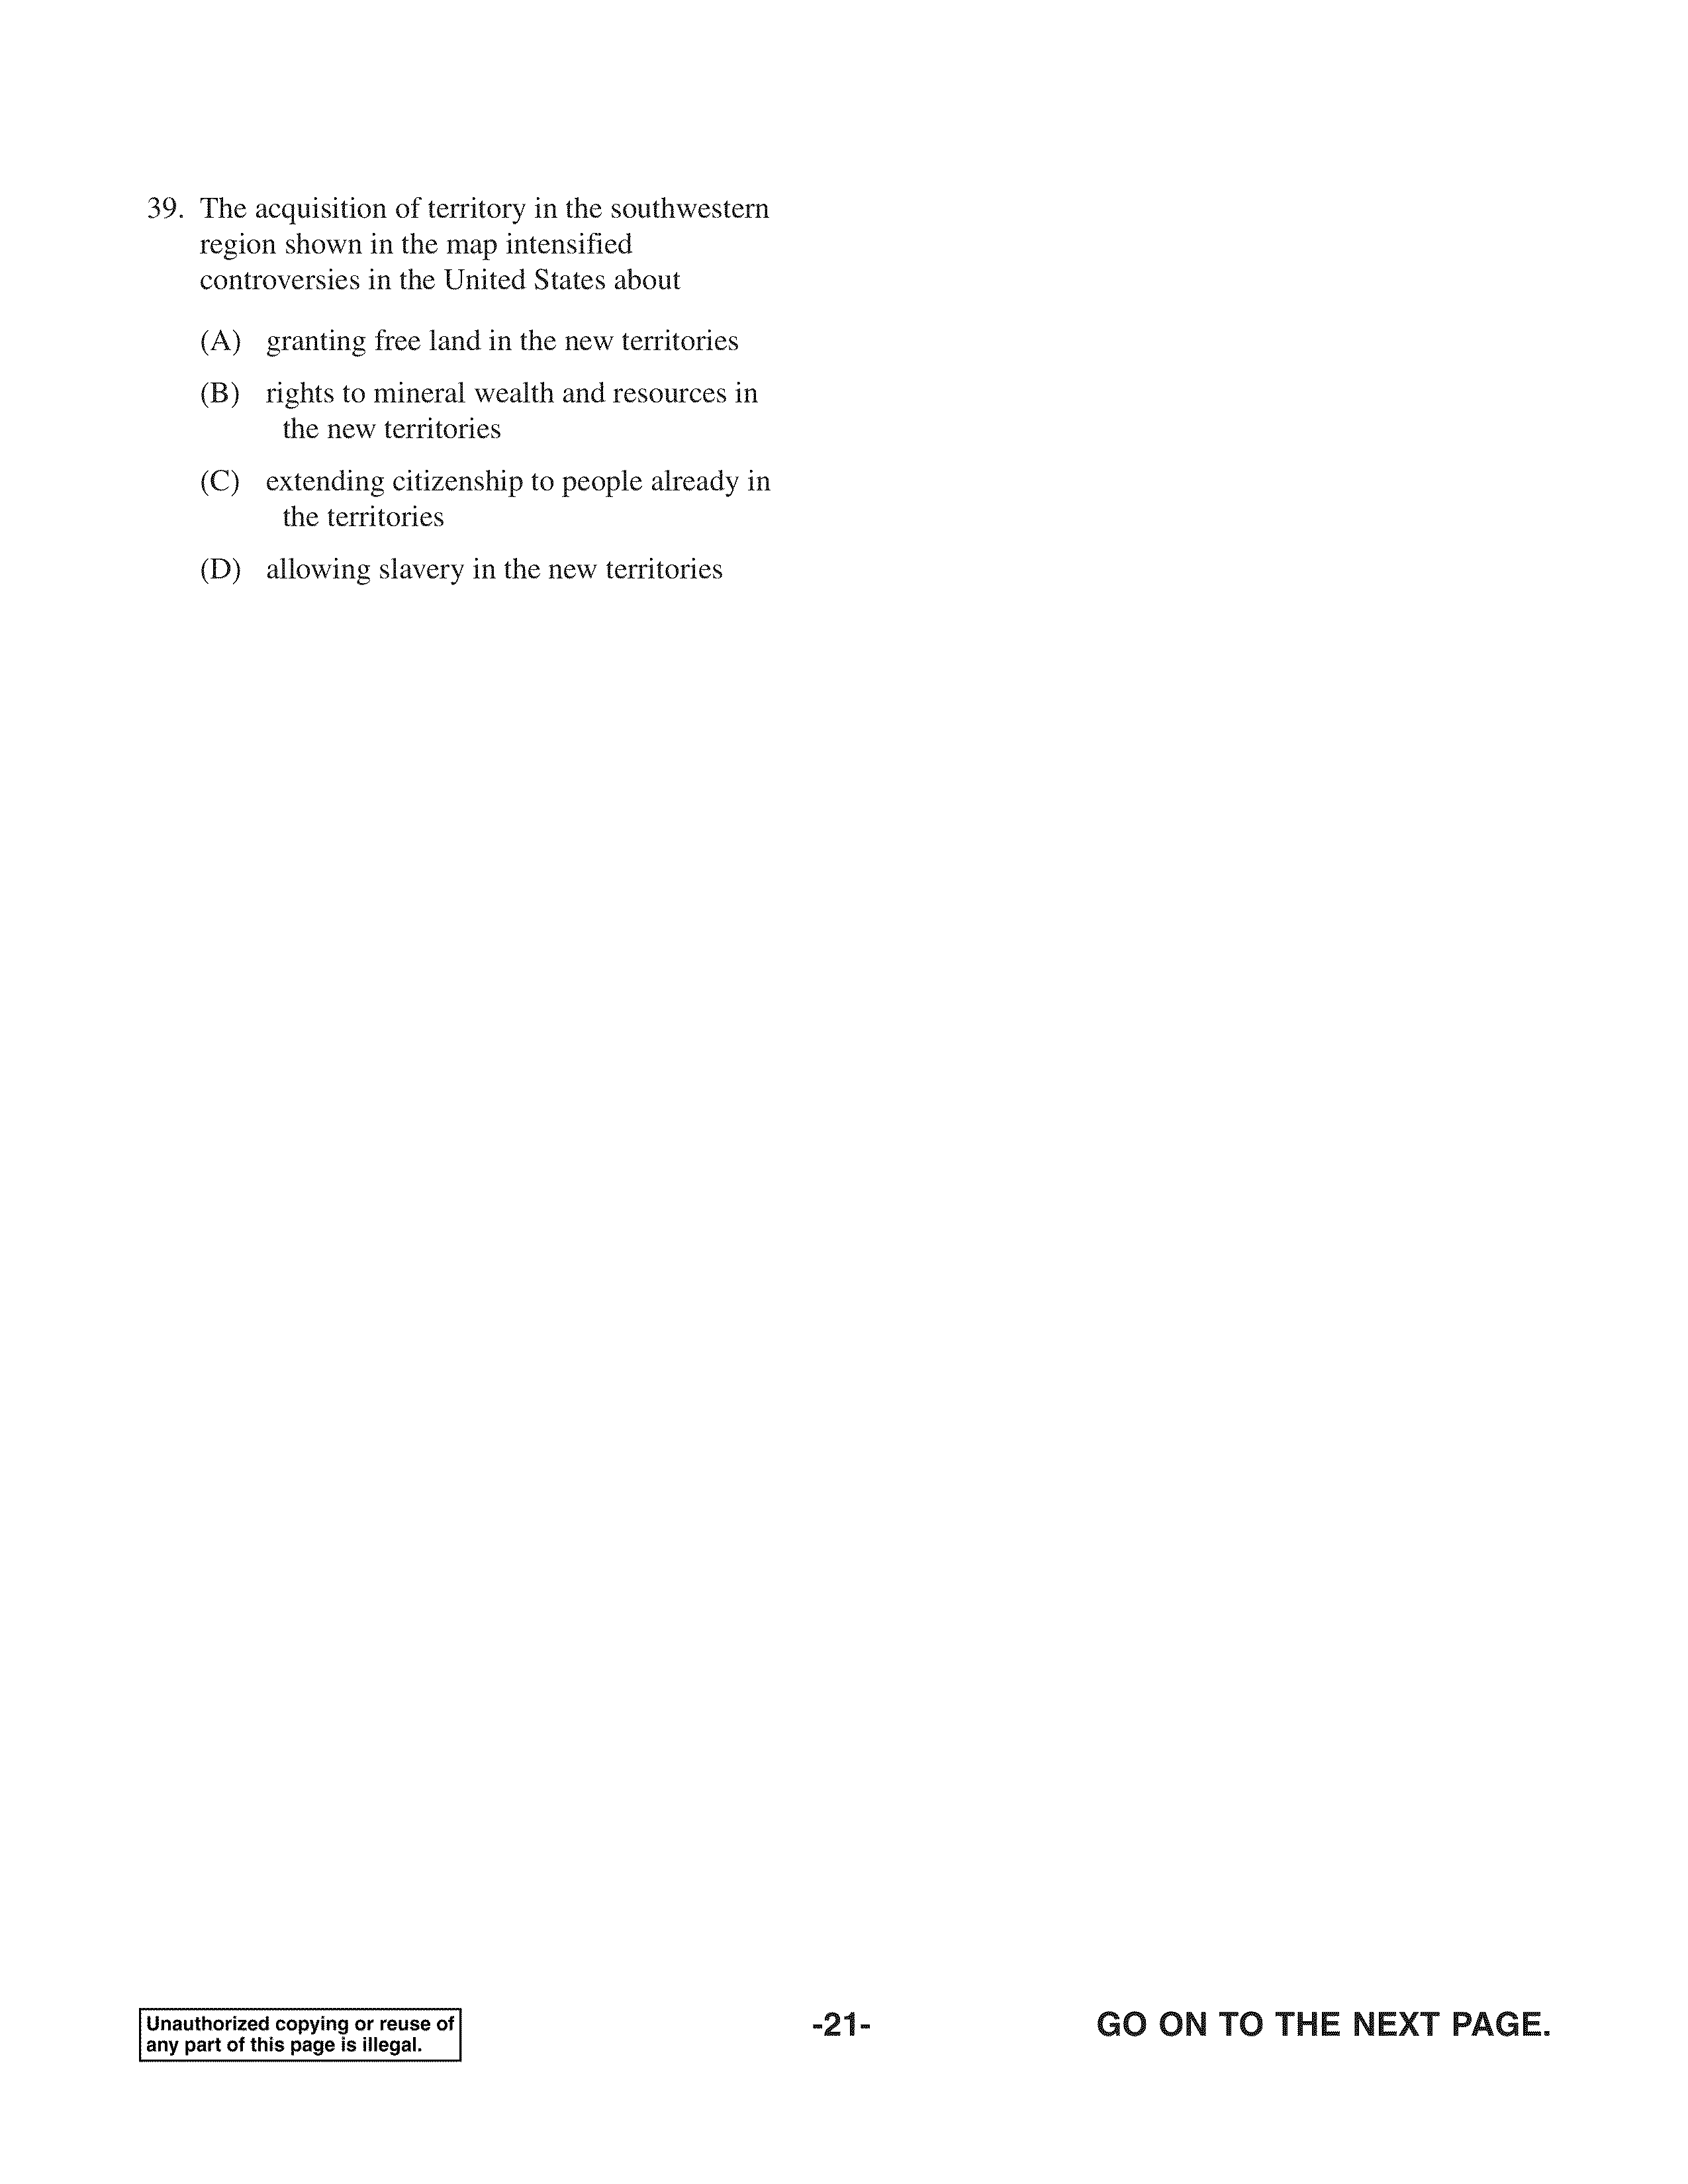 39. The acquisition of territory in the southwestern
region shown in the map intensified
controversies in the United States about
(A) granting free land in the new territories
(B) rights to mineral wealth and resources in
the new territories
(C) extending citizenship to people already in
the territories
(D) allowing slavery in the new territories
Unauthorized copying or reuse of
any part of this page is illegal.
-21-
GO ON TO THE NEXT PAGE.